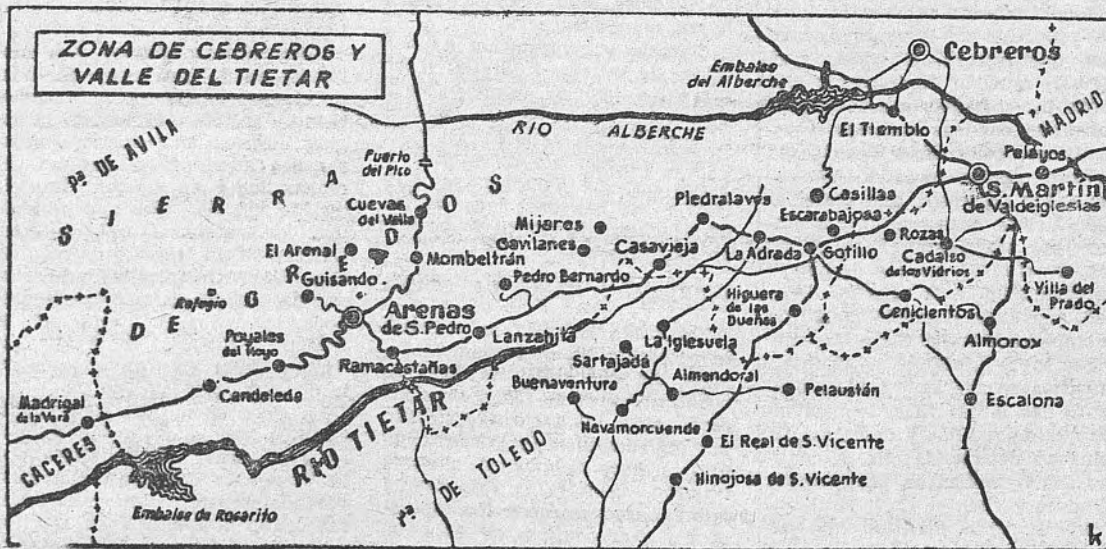 ZONA DE CEBREROS Y
VALLE DEL TIETAR
Cebreros
Embalse
del Alberche
MADRID
RIO ALBERCHE
El Tiemblo
Pelayos
S. Martín
de Valdeiglesias
Pª DE AVILA
Puerto
del Pico
SIERRA DE GREDOS
Cuevas
del Valle
Casillas
Escarabajosa
Piedralaves
Mijares
Gavilanes
Casavieja
La Adrada
Sotillo
Rozas
Cadalso
de los Vidrios
Villa del
Prado
El Arenal
Mombeltrán
Guisando
Pedro Bernardo
Refugio
Arenas
de S. Pedro
Lanzahita
Higuera
de las
Dueñas
Cenicientos
Almorox
Poyales
del Hoyo
Ramacastañas
La Iglesuela
Sartajada
Buenaventura
Almendoral
Pelaustán
Candeleda
Escalona
Madrigal
de la Vera
Navamorcuende
El Real de S. Vicente
CACERES
RIO TIETAR
Pª DE TOLEDO
Hinojosa de S. Vicente
Embalse de Rosarito
k